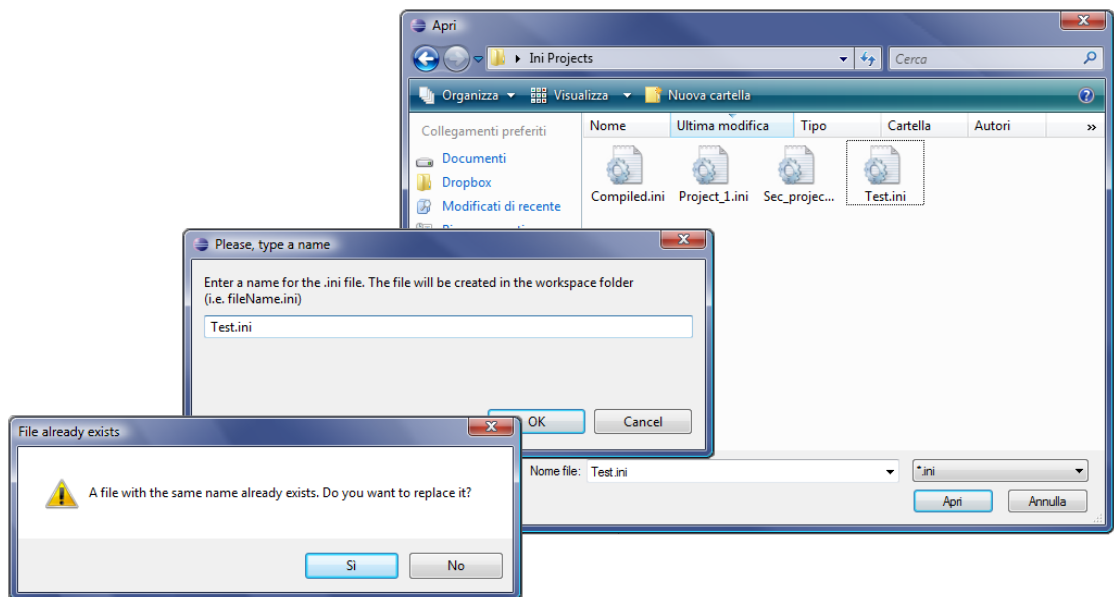 Apri
Ini Projects
Cerca
Organizza
Visualizza
Nuova cartella
Collegamenti preferiti
Documenti
Dropbox
Modificati di recente
Nome
Ultima modifica
Tipo
Cartella
Autori
»
Compiled.ini
Project_1.ini
Sec_projec...
Test.ini
Please, type a name
Enter a name for the .ini file. The file will be created in the workspace folder
(i.e. fileName.ini)
Test.ini
OK
Cancel
Nome file:
Test.ini
*.ini
Apri
Annulla
File already exists
A file with the same name already exists. Do you want to replace it?
Sì
No